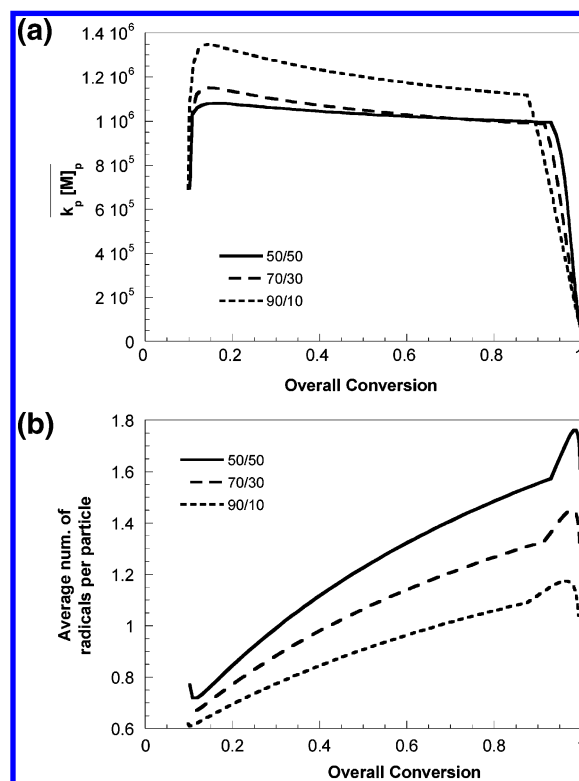 (a)
1.4 10⁶
1.2 10⁶
1 10⁶
8 10⁵
6 10⁵
4 10⁵
2 10⁵
0
k_p [M]_p
50/50
70/30
90/10
0 0.2 0.4 0.6 0.8 1
Overall Conversion
(b)
1.8
1.6
1.4
1.2
1
0.8
0.6
Average num. of
radicals per particle
50/50
70/30
90/10
0 0.2 0.4 0.6 0.8 1
Overall Conversion